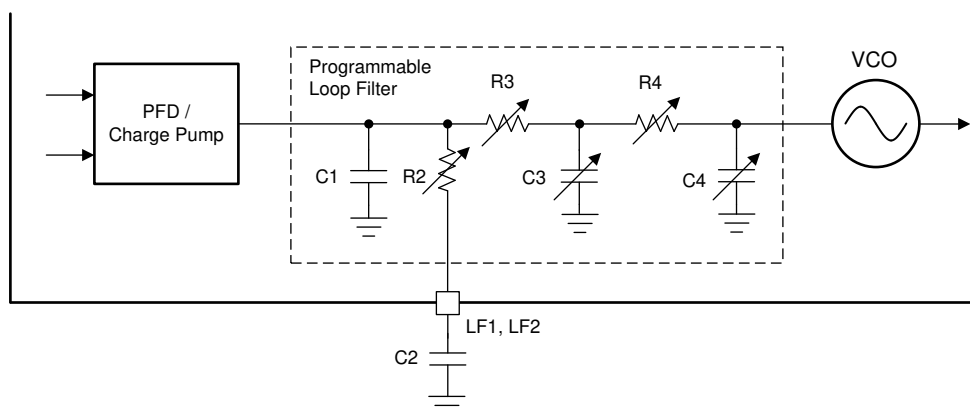 Programmable
Loop Filter
VCO
R3
R4
PFD /
Charge Pump
C1
R2
C3
C4
LF1, LF2
C2